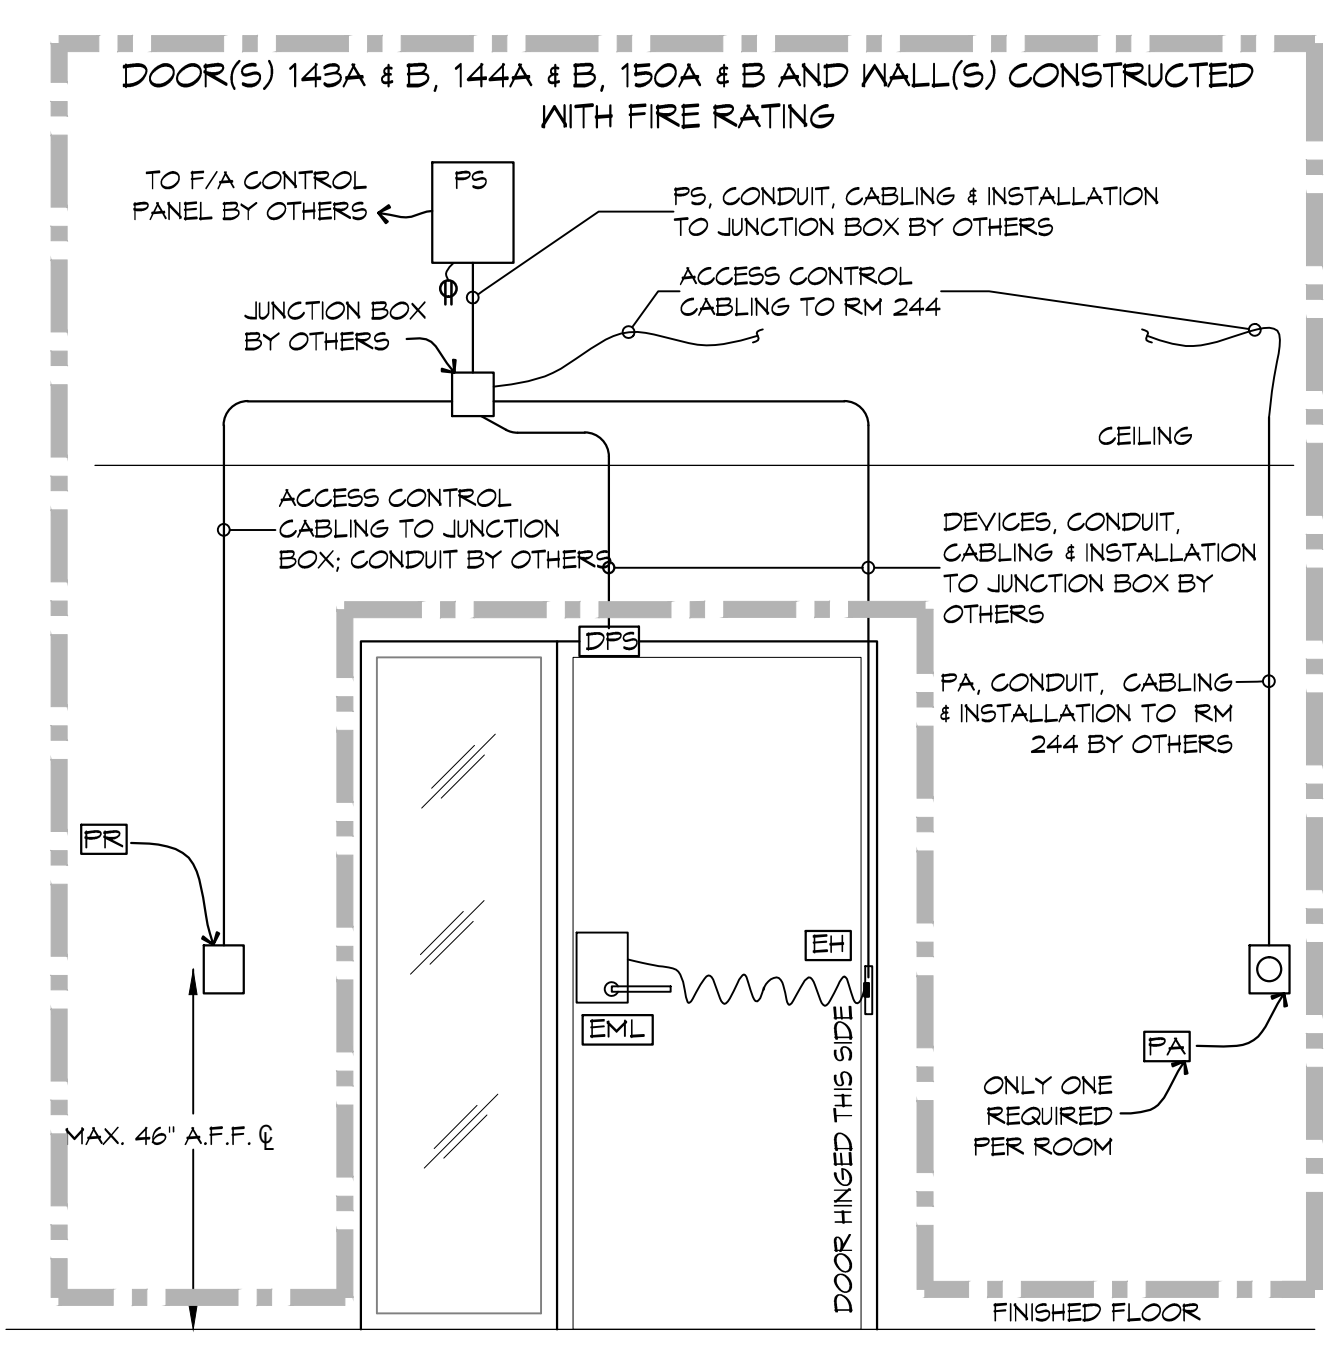 DOOR(S) 143A & B, 144A & B, 150A & B AND WALL(S) CONSTRUCTED
WITH FIRE RATING
TO F/A CONTROL
PANEL BY OTHERS
PS
PS, CONDUIT, CABLING & INSTALLATION
TO JUNCTION BOX BY OTHERS
ACCESS CONTROL
CABLING TO RM 244
JUNCTION BOX
BY OTHERS
CEILING
ACCESS CONTROL
CABLING TO JUNCTION
BOX; CONDUIT BY OTHERS
DEVICES, CONDUIT,
CABLING & INSTALLATION
TO JUNCTION BOX BY
OTHERS
DPS
PA, CONDUIT, CABLING
& INSTALLATION TO RM
244 BY OTHERS
PR
EH
EML
DOOR HINGED THIS SIDE
PA
ONLY ONE
REQUIRED
PER ROOM
MAX. 46" A.F.F. ℄
FINISHED FLOOR